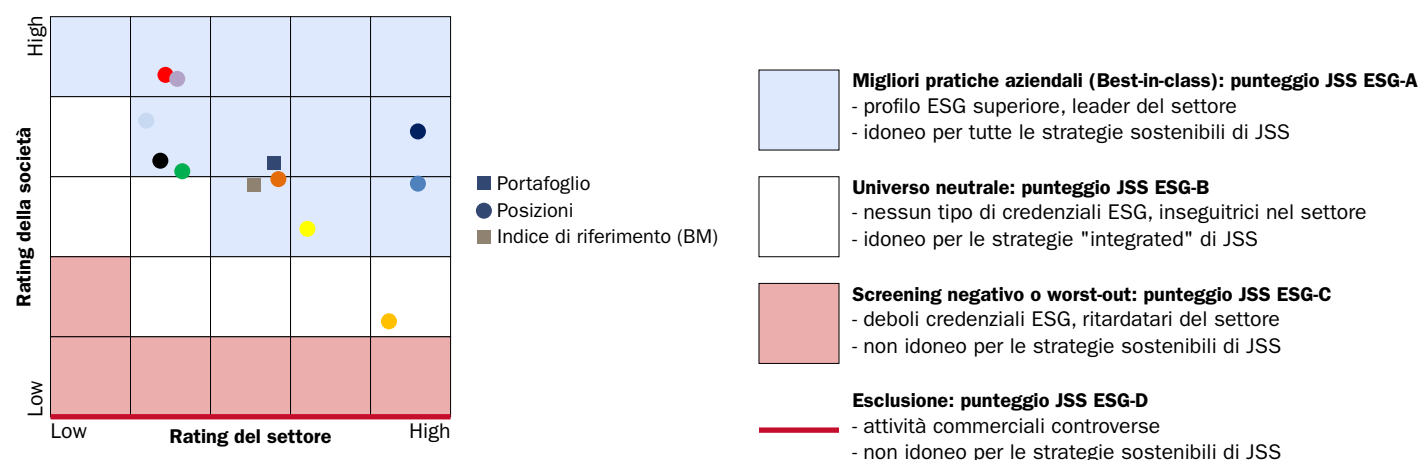 High
Rating della società
Low
Low
Rating del settore
High
Portafoglio
Posizioni
Indice di riferimento (BM)
Migliori pratiche aziendali (Best-in-class): punteggio JSS ESG-A
- profilo ESG superiore, leader del settore
- idoneo per tutte le strategie sostenibili di JSS
Universo neutrale: punteggio JSS ESG-B
- nessun tipo di credenziali ESG, inseguitrici nel settore
- idoneo per le strategie "integrated" di JSS
Screening negativo o worst-out: punteggio JSS ESG-C
- deboli credenziali ESG, ritardatari del settore
- non idoneo per le strategie sostenibili di JSS
Esclusione: punteggio JSS ESG-D
- attività commerciali controverse
- non idoneo per le strategie sostenibili di JSS